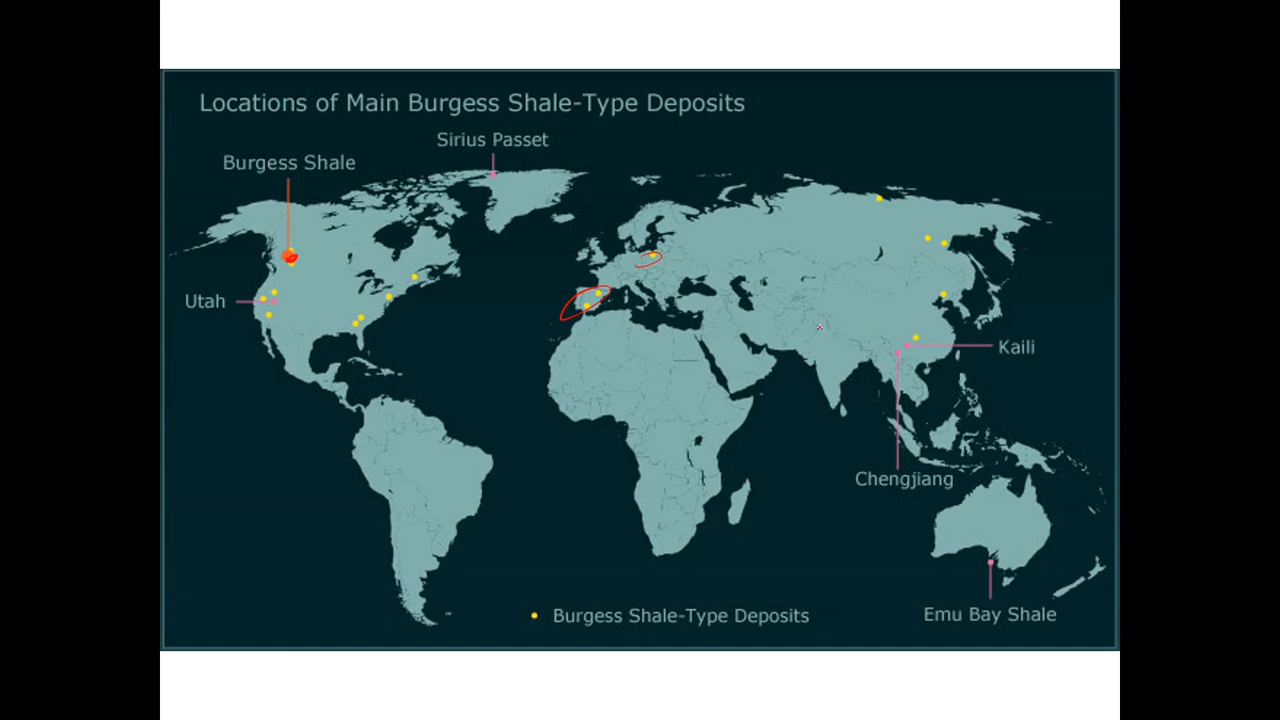 Locations of Main Burgess Shale-Type Deposits
Sirius Passet
Burgess Shale
Utah
Kaili
Chengjiang
Emu Bay Shale
Burgess Shale-Type Deposits